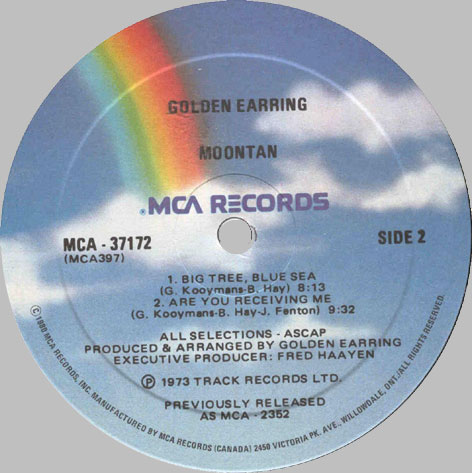 GOLDEN EARRING
MOONTAN
MCA RECORDS
MCA - 37172
(MCA397)
SIDE 2
1. BIG TREE, BLUE SEA
(G. Kooymans-B. Hay) 8:13
2. ARE YOU RECEIVING ME
(G. Kooymans-B. Hay-J. Fenton) 9:32
ALL SELECTIONS - ASCAP
PRODUCED & ARRANGED BY GOLDEN EARRING
EXECUTIVE PRODUCER: FRED HAAYEN
Ⓟ 1973 TRACK RECORDS LTD.
PREVIOUSLY RELEASED
AS MCA - 2352
MCA RECORDS, INC. MANUFACTURED BY MCA RECORDS (CANADA) 2450 VICTORIA PK. AVE., WILLOWDALE, ONT./ALL RIGHTS RESERVED.